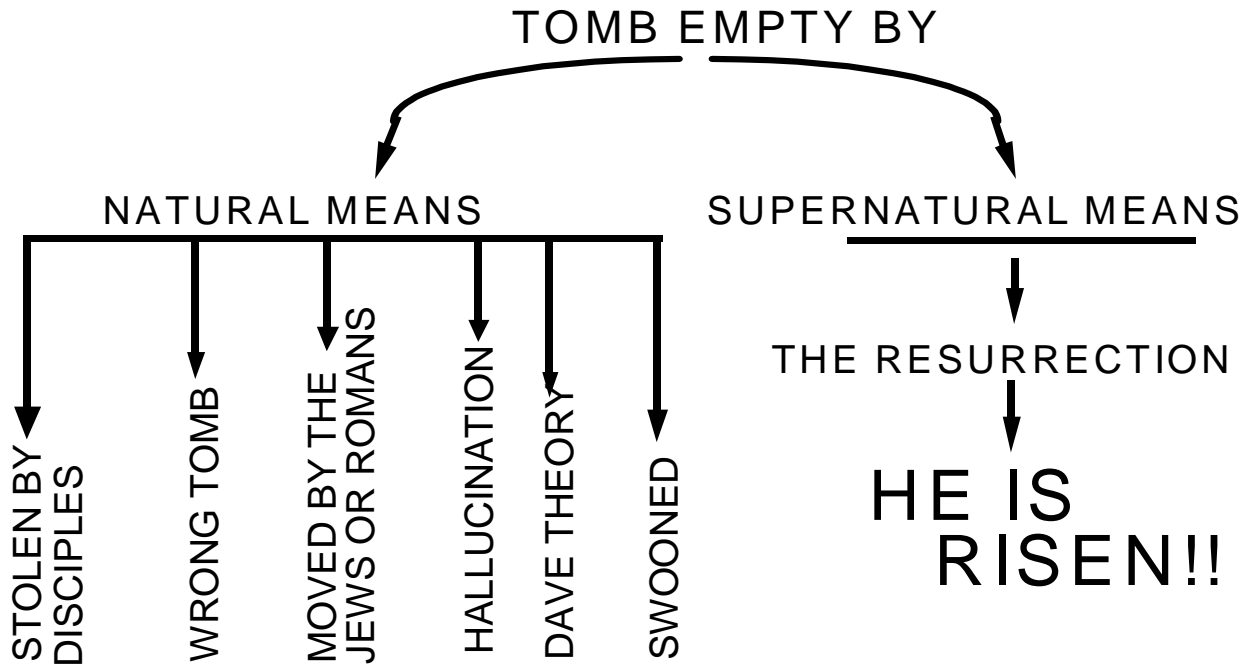 TOMB EMPTY BY
NATURAL MEANS
SUPERNATURAL MEANS
STOLEN BY
DISCIPLES
WRONG TOMB
MOVED BY THE
JEWS OR ROMANS
HALLUCINATION
DAVE THEORY
SWOONED
THE RESURRECTION
HE IS
RISEN!!